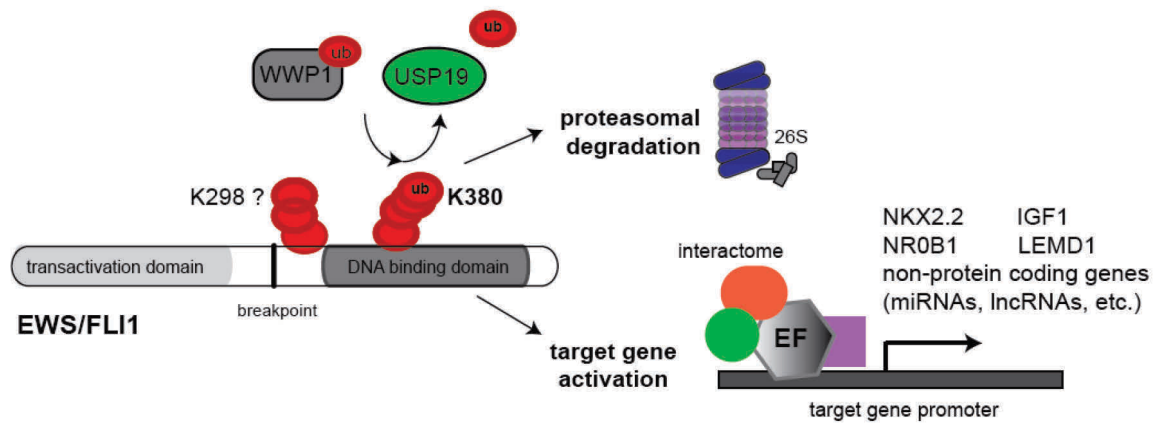 ub
ub
WWP1
USP19
proteasomal
degradation
26S
K298 ?
ub
K380
NKX2.2 IGF1
NR0B1 LEMD1
non-protein coding genes
(miRNAs, lncRNAs, etc.)
interactome
transactivation domain
DNA binding domain
breakpoint
EWS/FLI1
EF
target gene
activation
target gene promoter